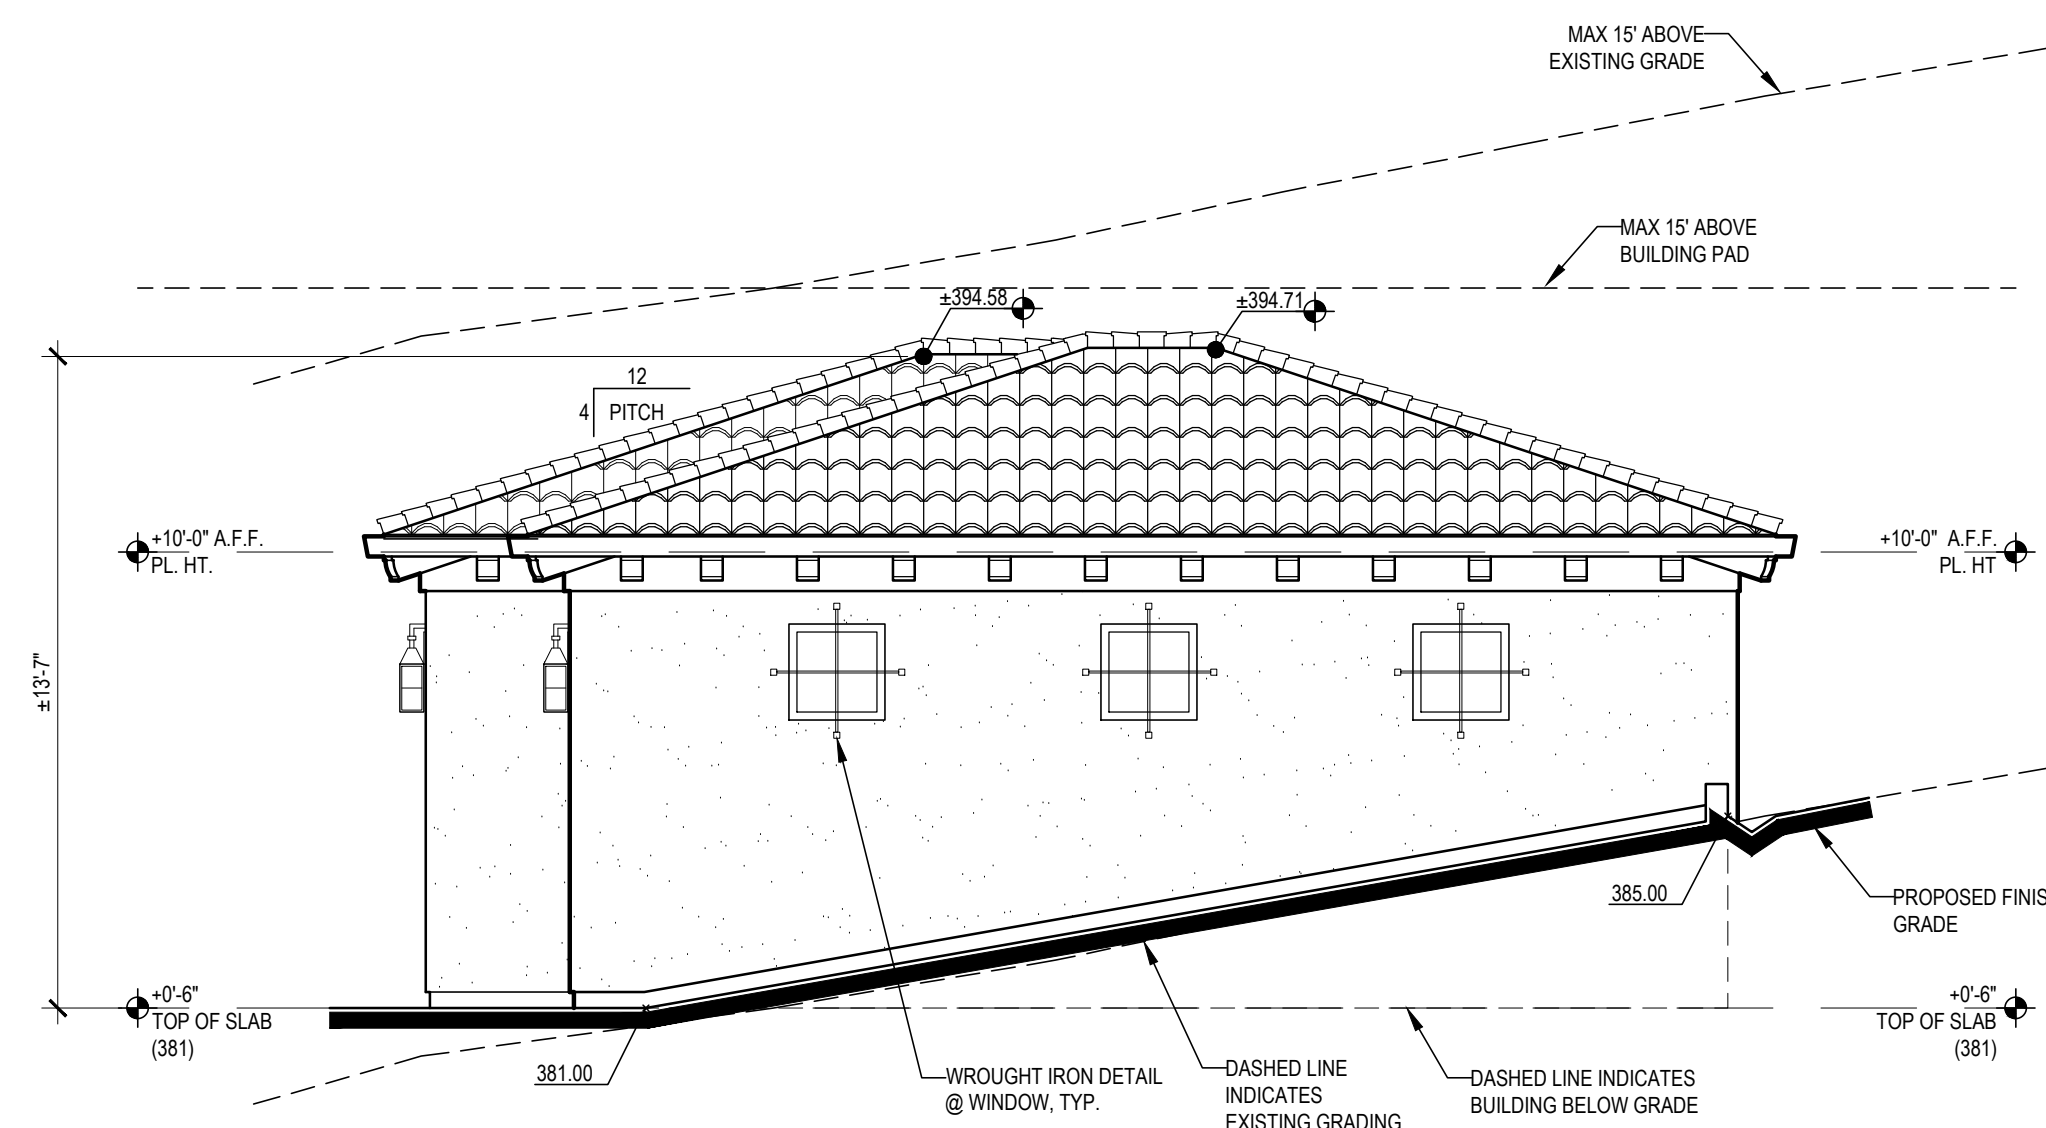 MAX 15' ABOVE
EXISTING GRADE
MAX 15' ABOVE
BUILDING PAD
±394.58
±394.71
12
4 PITCH
+10'-0" A.F.F.
PL. HT.
+10'-0" A.F.F.
PL. HT
±13'-7"
385.00
PROPOSED FINIS
GRADE
+0'-6"
TOP OF SLAB
(381)
+0'-6"
TOP OF SLAB
(381)
381.00
WROUGHT IRON DETAIL
@ WINDOW, TYP.
DASHED LINE
INDICATES
EXISTING GRADING
DASHED LINE INDICATES
BUILDING BELOW GRADE